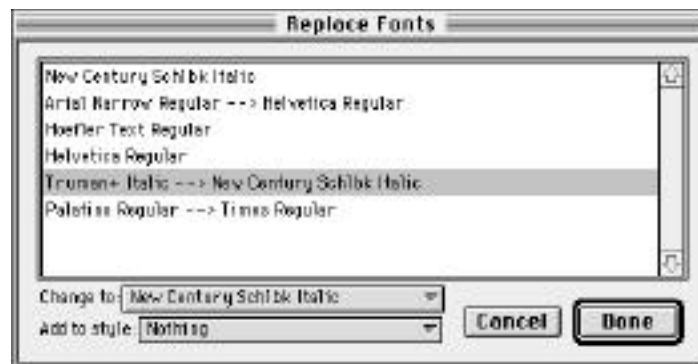 Replace Fonts
New Century Schlbk Italic
Arial Narrow Regular --> Helvetica Regular
Hoefler Text Regular
Helvetica Regular
Truman+ Italic --> New Century Schlbk Italic
Palatino Regular --> Times Regular
Change to: New Century Schlbk Italic
Add to style: Nothing
Cancel
Done